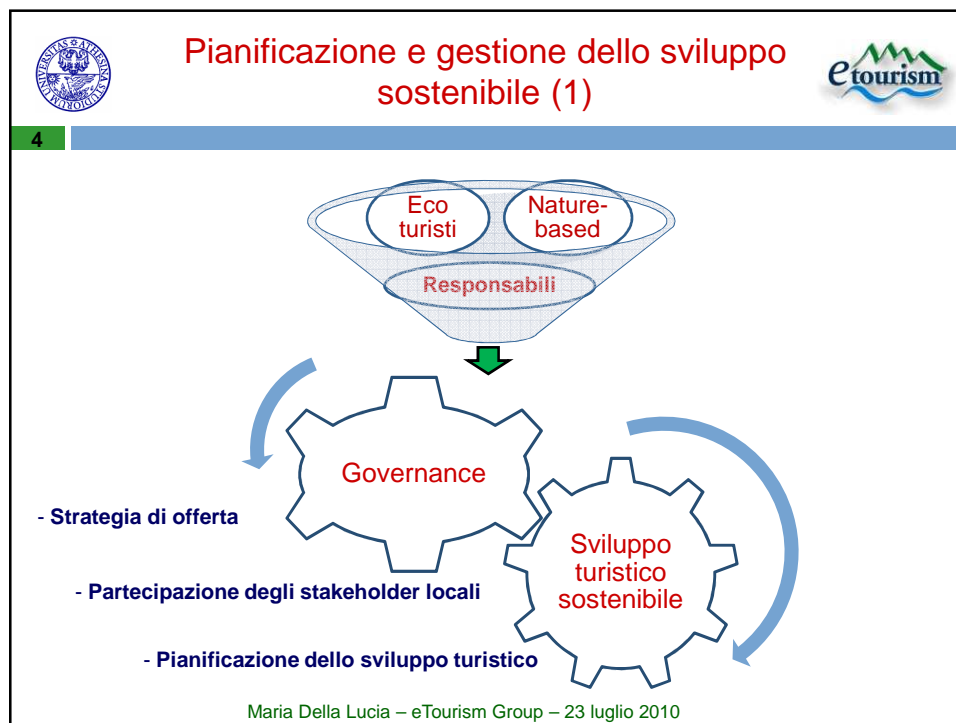 Pianificazione e gestione dello sviluppo
sostenibile (1)
etourism
4
Eco
turisti
Nature-
based
Responsabili
Governance
- Strategia di offerta
Sviluppo
turistico
sostenibile
- Partecipazione degli stakeholder locali
- Pianificazione dello sviluppo turistico
Maria Della Lucia – eTourism Group – 23 luglio 2010